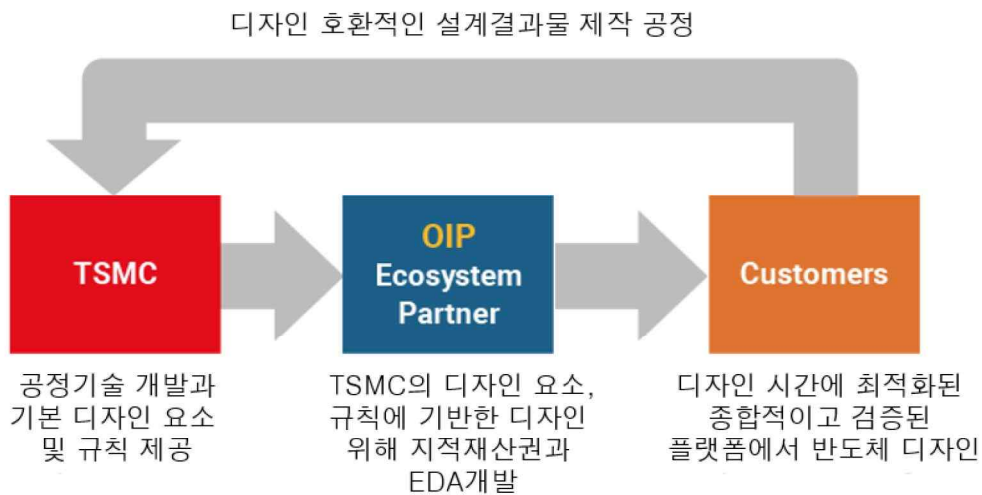 디자인 호환적인 설계결과물 제작 공정
TSMC
OIP
Ecosystem
Partner
Customers
공정기술 개발과
기본 디자인 요소
및 규칙 제공
TSMC의 디자인 요소,
규칙에 기반한 디자인
위해 지적재산권과
EDA개발
디자인 시간에 최적화된
종합적이고 검증된
플랫폼에서 반도체 디자인